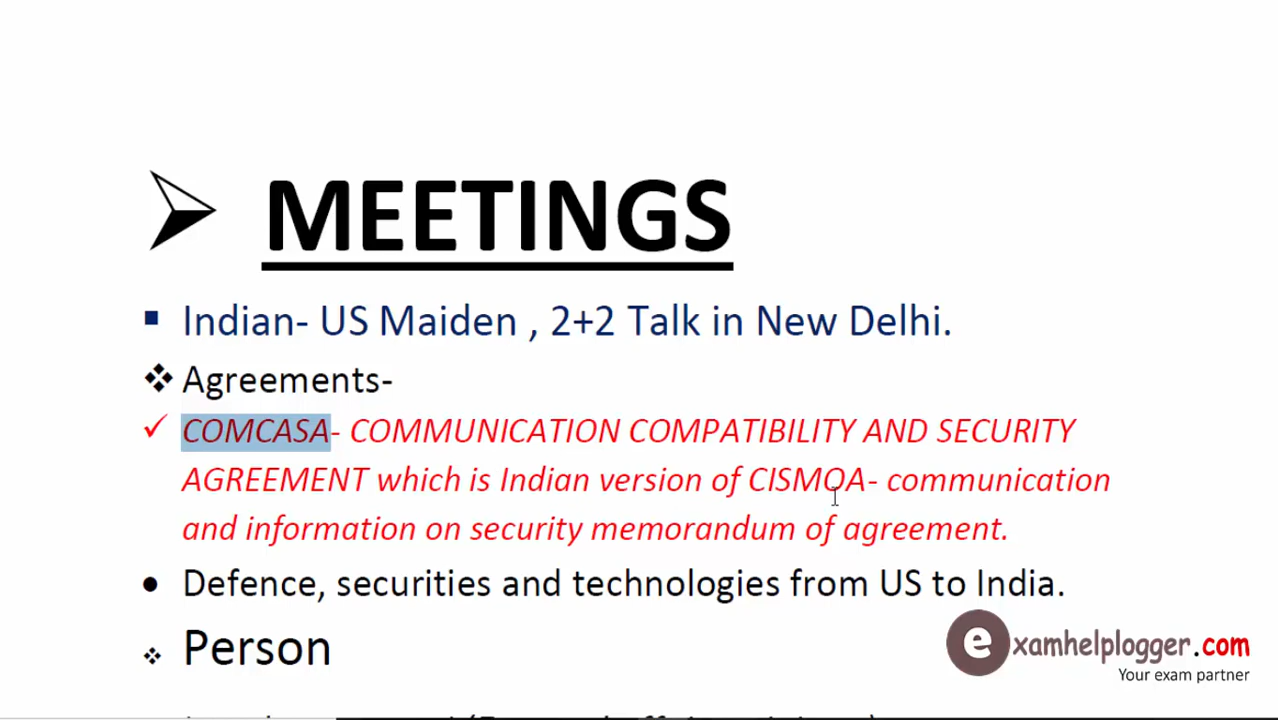 MEETINGS
Indian- US Maiden , 2+2 Talk in New Delhi.
Agreements-
COMCASA- COMMUNICATION COMPATIBILITY AND SECURITY
AGREEMENT which is Indian version of CISMOA- communication
and information on security memorandum of agreement.
Defence, securities and technologies from US to India.
Person
examhelplogger.com
Your exam partner